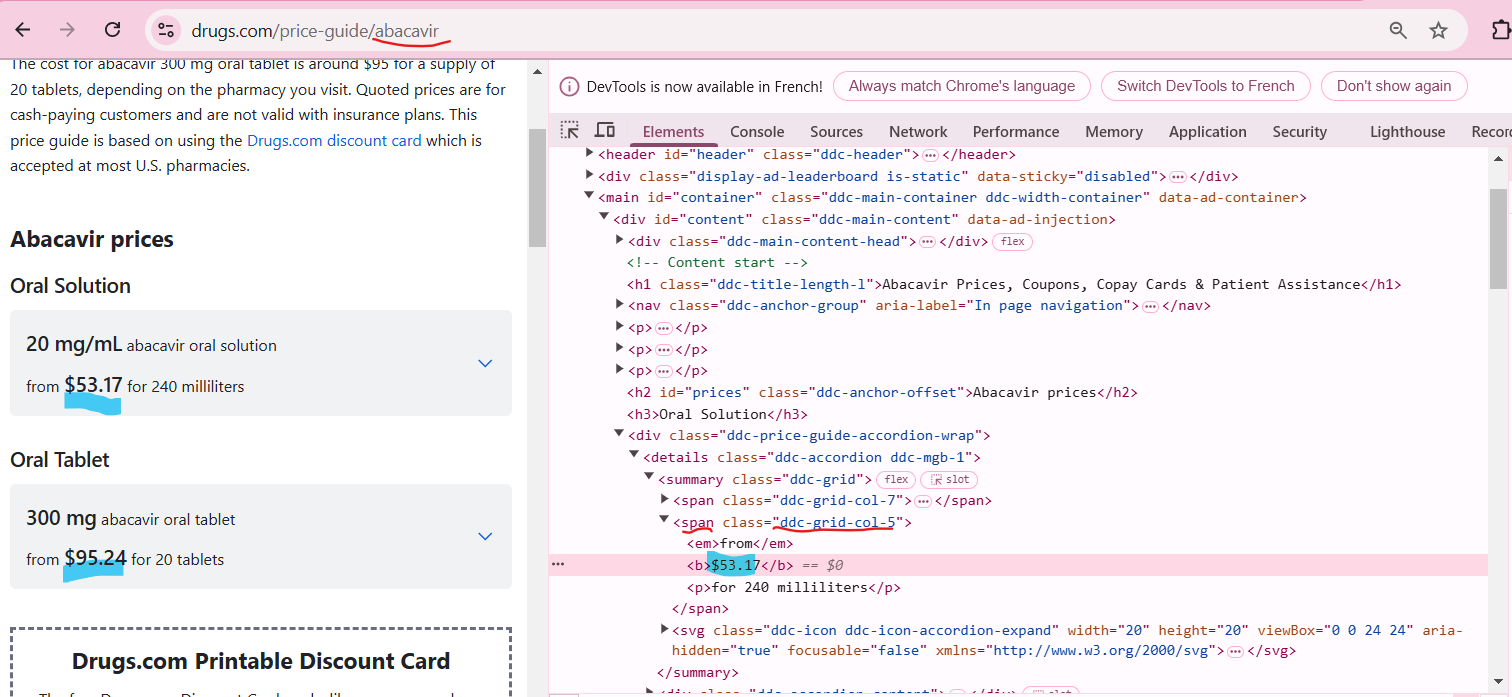 drugs.com/price-guide/abacavir
The cost for abacavir 300 mg oral tablet is around $95 for a supply of
20 tablets, depending on the pharmacy you visit. Quoted prices are for
cash-paying customers and are not valid with insurance plans. This
price guide is based on using the Drugs.com discount card which is
accepted at most U.S. pharmacies.
Abacavir prices
Oral Solution
20 mg/mL abacavir oral solution
from $53.17 for 240 milliliters
Oral Tablet
300 mg abacavir oral tablet
from $95.24 for 20 tablets
Drugs.com Printable Discount Card
DevTools is now available in French! Always match Chrome's language Switch DevTools to French Don't show again
Elements Console Sources Network Performance Memory Application Security Lighthouse Recor
<header id="header" class="ddc-header"> … </header>
<div class="display-ad-leaderboard is-static" data-sticky="disabled"> … </div>
<main id="container" class="ddc-main-container ddc-width-container" data-ad-container>
<div id="content" class="ddc-main-content" data-ad-injection>
<div class="ddc-main-content-head"> … </div> flex
<!-- Content start -->
<h1 class="ddc-title-length-l">Abacavir Prices, Coupons, Copay Cards & Patient Assistance</h1>
<nav class="ddc-anchor-group" aria-label="In page navigation"> … </nav>
<p> … </p>
<p> … </p>
<p> … </p>
<h2 id="prices" class="ddc-anchor-offset">Abacavir prices</h2>
<h3>Oral Solution</h3>
<div class="ddc-price-guide-accordion-wrap">
<details class="ddc-accordion ddc-mgb-1">
<summary class="ddc-grid"> flex slot
<span class="ddc-grid-col-7"> … </span>
<span class="ddc-grid-col-5">
<em>from</em>
… <b>$53.17</b> == $0
<p>for 240 milliliters</p>
</span>
<svg class="ddc-icon ddc-icon-accordion-expand" width="20" height="20" viewBox="0 0 24 24" aria-
hidden="true" focusable="false" xmlns="http://www.w3.org/2000/svg"> … </svg>
</summary>